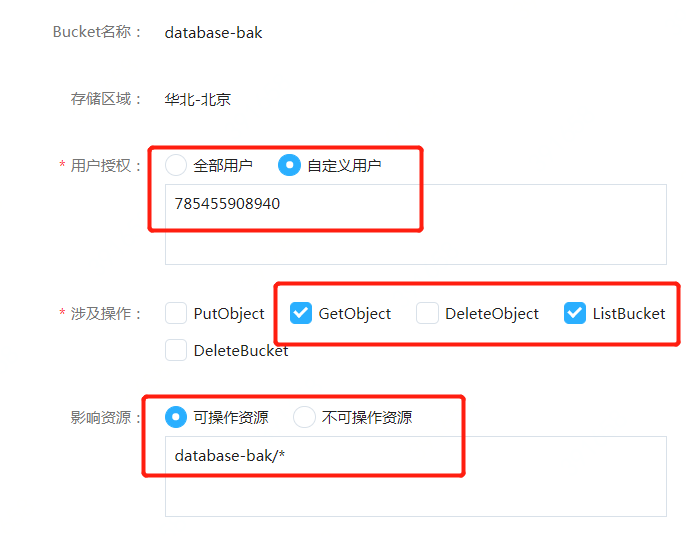 Bucket名称： database-bak
存储区域： 华北-北京
* 用户授权： 全部用户 自定义用户
785455908940
* 涉及操作： PutObject GetObject DeleteObject ListBucket
DeleteBucket
影响资源： 可操作资源 不可操作资源
database-bak/*